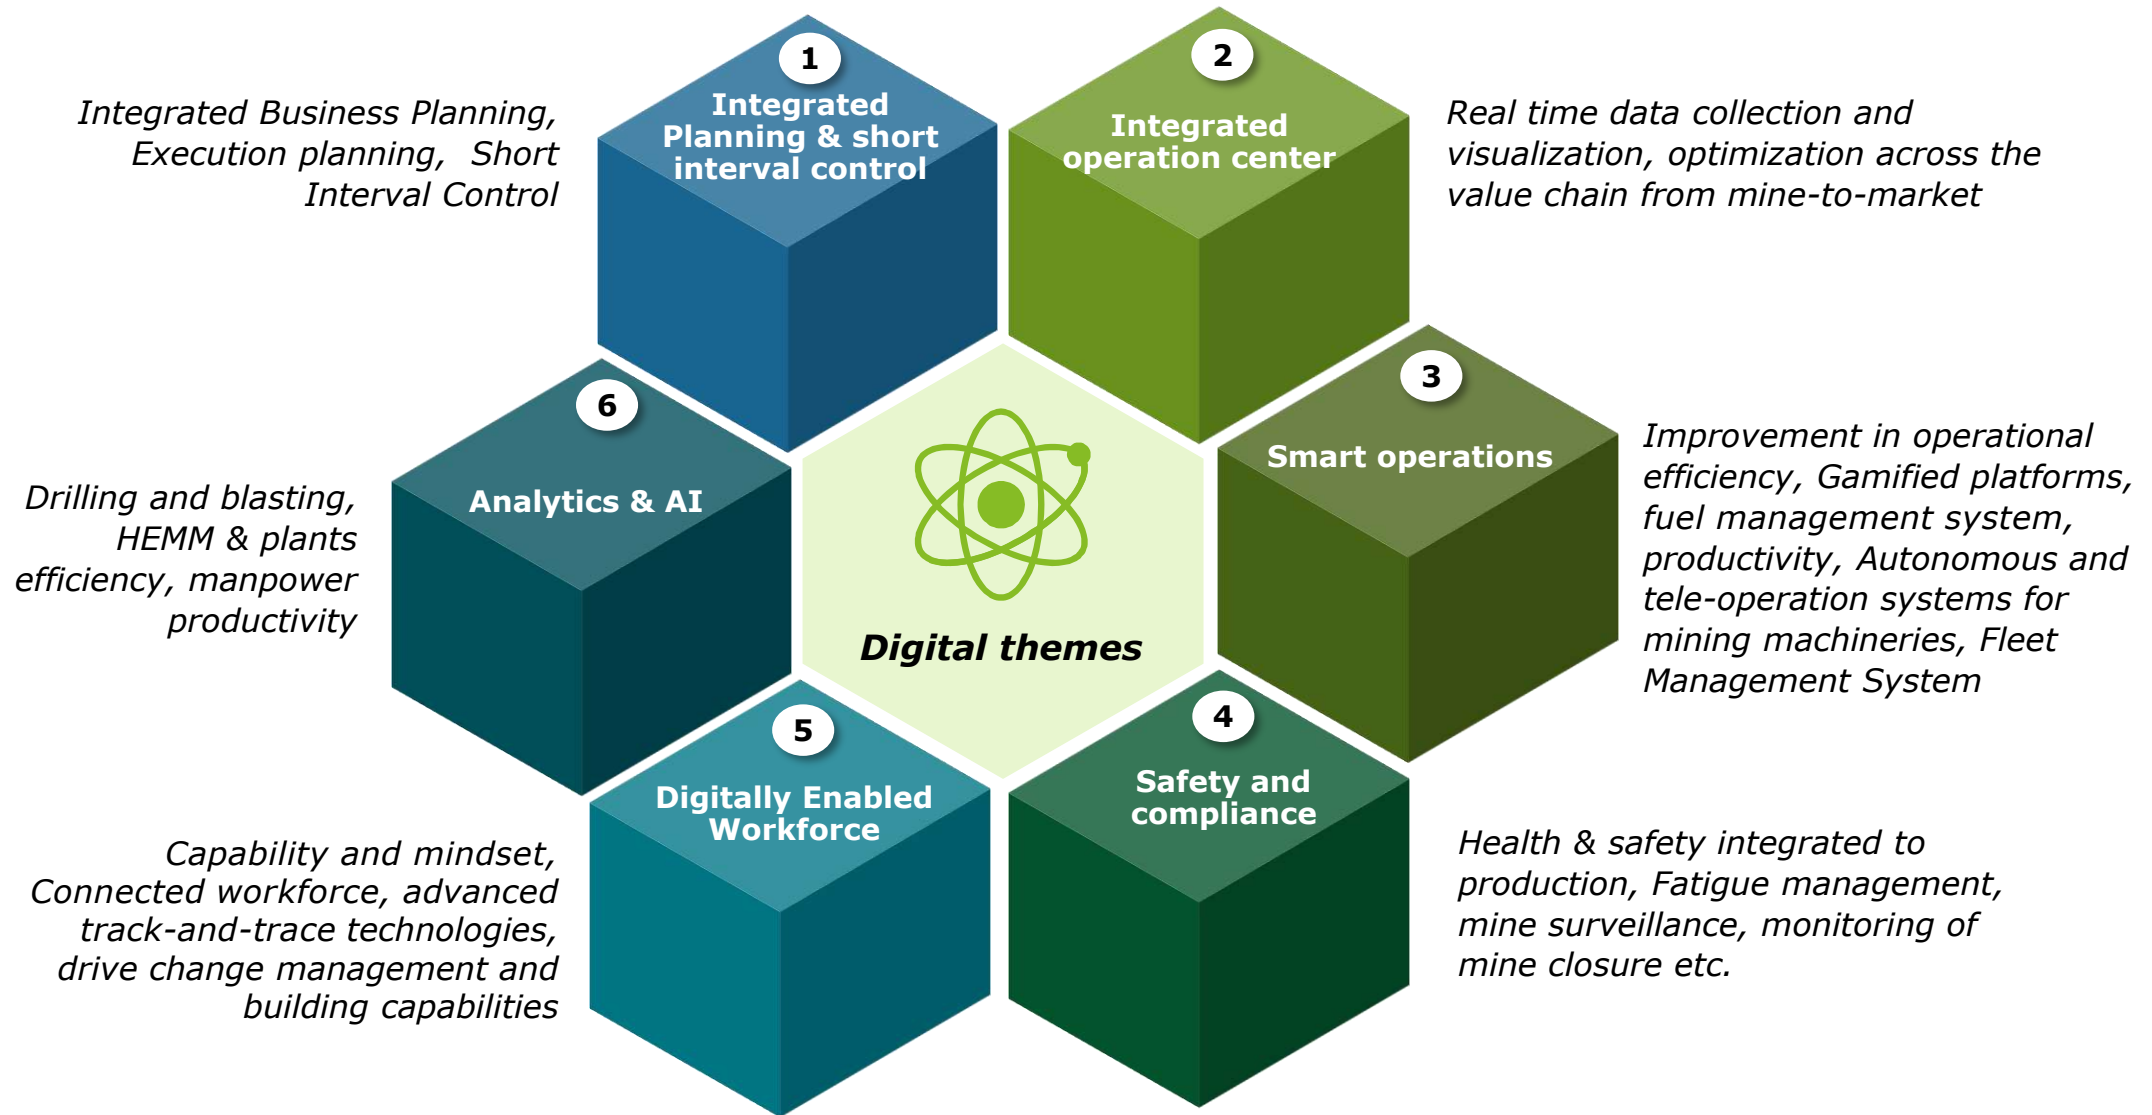 1
Integrated
Planning & short
interval control
Integrated Business Planning,
Execution planning,  Short
Interval Control
2
Integrated
operation center
Real time data collection and
visualization, optimization across the
value chain from mine-to-market
3
Smart operations
Improvement in operational
efficiency, Gamified platforms,
fuel management system,
productivity, Autonomous and
tele-operation systems for
mining machineries, Fleet
Management System
4
Safety and
compliance
Health & safety integrated to
production, Fatigue management,
mine surveillance, monitoring of
mine closure etc.
5
Digitally Enabled
Workforce
Capability and mindset,
Connected workforce, advanced
track-and-trace technologies,
drive change management and
building capabilities
6
Analytics & AI
Drilling and blasting,
HEMM & plants
efficiency, manpower
productivity
Digital themes